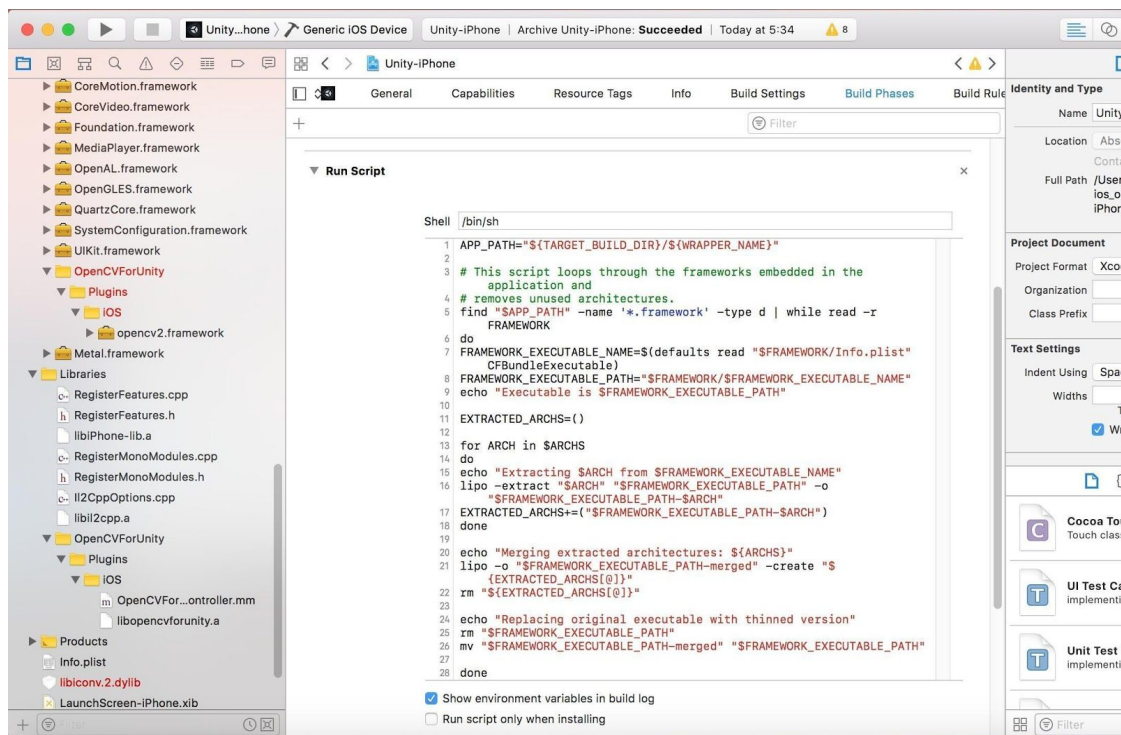 Unity...hone
Generic iOS Device
Unity-iPhone | Archive Unity-iPhone: Succeeded | Today at 5:34
8
Unity-iPhone
General
Capabilities
Resource Tags
Info
Build Settings
Build Phases
Build Rule
Filter
CoreMotion.framework
CoreVideo.framework
Foundation.framework
MediaPlayer.framework
OpenAL.framework
OpenGLES.framework
QuartzCore.framework
SystemConfiguration.framework
UIKit.framework
OpenCVForUnity
Plugins
iOS
opencv2.framework
Metal.framework
Libraries
RegisterFeatures.cpp
RegisterFeatures.h
libiPhone-lib.a
RegisterMonoModules.cpp
RegisterMonoModules.h
Il2CppOptions.cpp
libil2cpp.a
OpenCVForUnity
Plugins
iOS
OpenCVFor...ontroller.mm
libopencvforunity.a
Products
Info.plist
libiconv.2.dylib
LaunchScreen-iPhone.xib
Run Script
Shell /bin/sh
1 APP_PATH="${TARGET_BUILD_DIR}/${WRAPPER_NAME}"
2
3 # This script loops through the frameworks embedded in the
application and
4 # removes unused architectures.
5 find "$APP_PATH" -name '*.framework' -type d | while read -r
FRAMEWORK
6 do
7 FRAMEWORK_EXECUTABLE_NAME=$(defaults read "$FRAMEWORK/Info.plist"
CFBundleExecutable)
8 FRAMEWORK_EXECUTABLE_PATH="$FRAMEWORK/$FRAMEWORK_EXECUTABLE_NAME"
9 echo "Executable is $FRAMEWORK_EXECUTABLE_PATH"
10
11 EXTRACTED_ARCHS=()
12
13 for ARCH in $ARCHS
14 do
15 echo "Extracting $ARCH from $FRAMEWORK_EXECUTABLE_NAME"
16 lipo -extract "$ARCH" "$FRAMEWORK_EXECUTABLE_PATH" -o
"$FRAMEWORK_EXECUTABLE_PATH-$ARCH"
17 EXTRACTED_ARCHS+=("$FRAMEWORK_EXECUTABLE_PATH-$ARCH")
18 done
19
20 echo "Merging extracted architectures: ${ARCHS}"
21 lipo -o "$FRAMEWORK_EXECUTABLE_PATH-merged" -create "$
{EXTRACTED_ARCHS[@]}"
22 rm "${EXTRACTED_ARCHS[@]}"
23
24 echo "Replacing original executable with thinned version"
25 rm "$FRAMEWORK_EXECUTABLE_PATH"
26 mv "$FRAMEWORK_EXECUTABLE_PATH-merged" "$FRAMEWORK_EXECUTABLE_PATH"
27
28 done
Show environment variables in build log
Run script only when installing
Identity and Type
Name Unity
Location Abs
Conta
Full Path /User
ios_o
iPhon
Project Document
Project Format Xco
Organization
Class Prefix
Text Settings
Indent Using Spa
Widths
Cocoa Tou
Touch clas
UI Test Ca
implementi
Unit Test
implementi
Filter